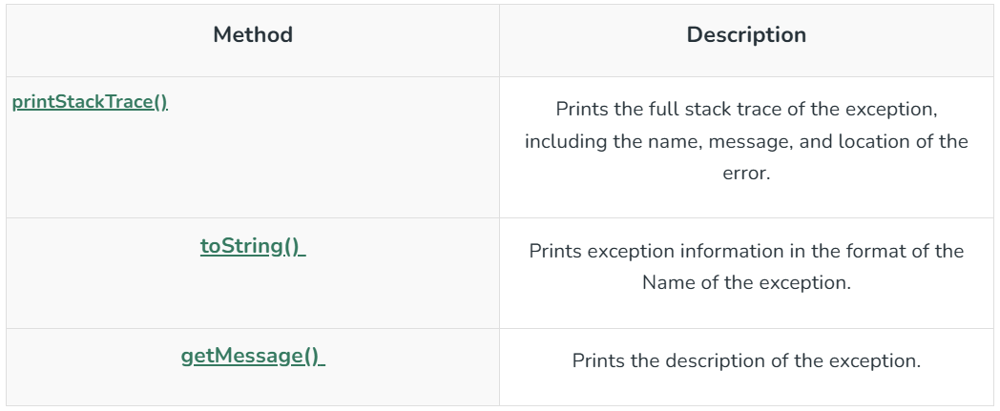 Method Description
printStackTrace()
Prints the full stack trace of the exception,
including the name, message, and location of the
error.
toString()
Prints exception information in the format of the
Name of the exception.
getMessage()
Prints the description of the exception.